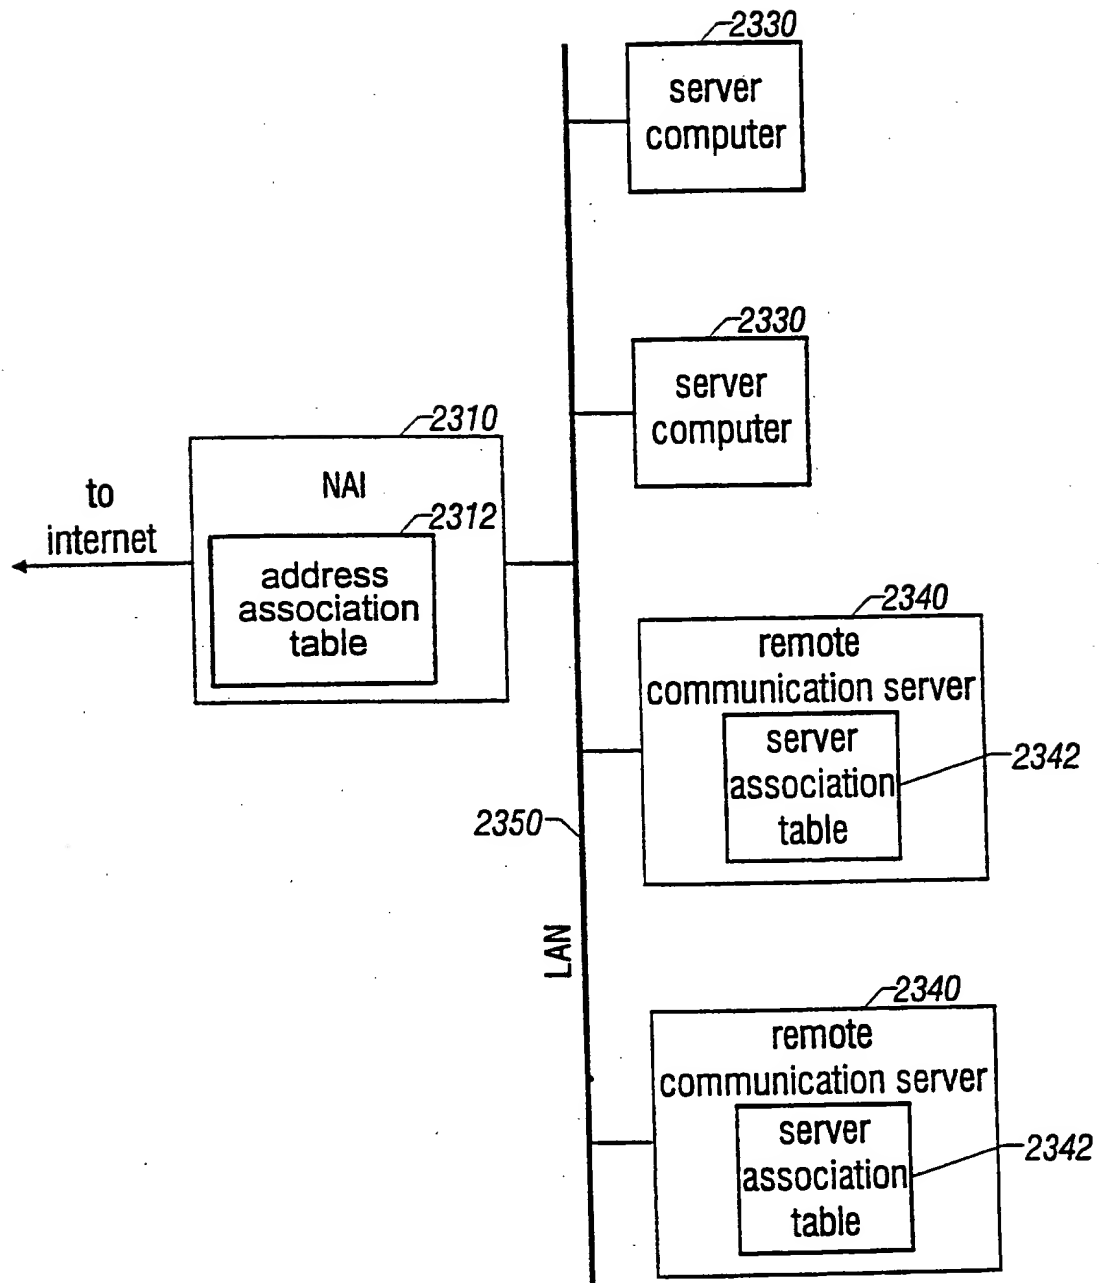 2330
server
computer
2330
server
computer
2310
NAI
to
internet
2312
address
association
table
2340
remote
communication server
server
association
table
2342
2350
LAN
2340
remote
communication server
server
association
table
2342